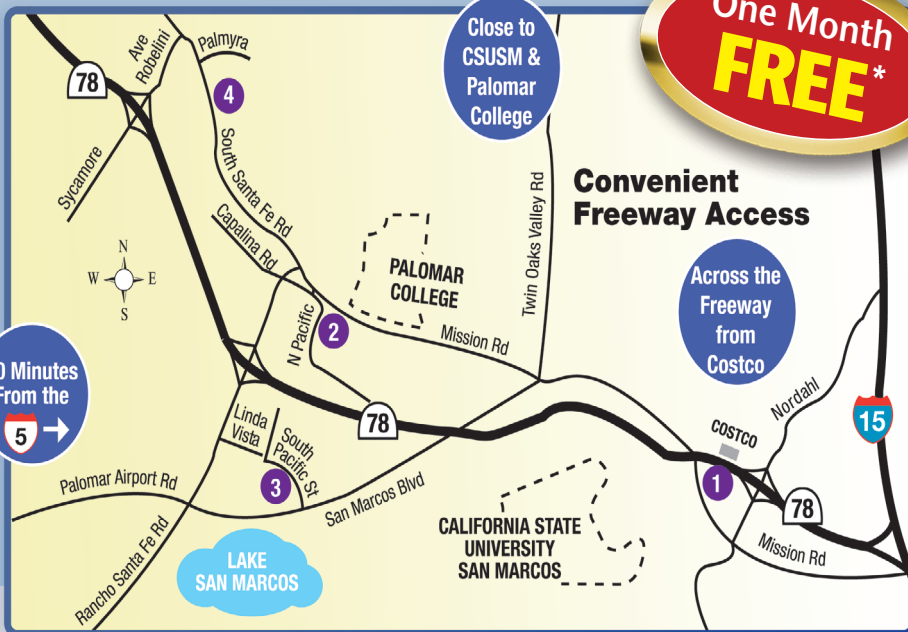 One Month
FREE*
Close to
CSUSM &
Palomar
College
Convenient
Freeway Access
Across the
Freeway
from
Costco
Minutes
From the
5
Ave
Robelini
Palmyra
78
4
Sycamore
South Santa Fe Rd
Capalina Rd
N
W
E
S
PALOMAR
COLLEGE
Twin Oaks Valley Rd
N Pacific
2
Mission Rd
78
Linda
Vista
South
Pacific St
3
Palomar Airport Rd
San Marcos Blvd
Rancho Santa Fe Rd
LAKE
SAN MARCOS
CALIFORNIA STATE
UNIVERSITY
SAN MARCOS
COSTCO
1
Nordahl
15
78
Mission Rd